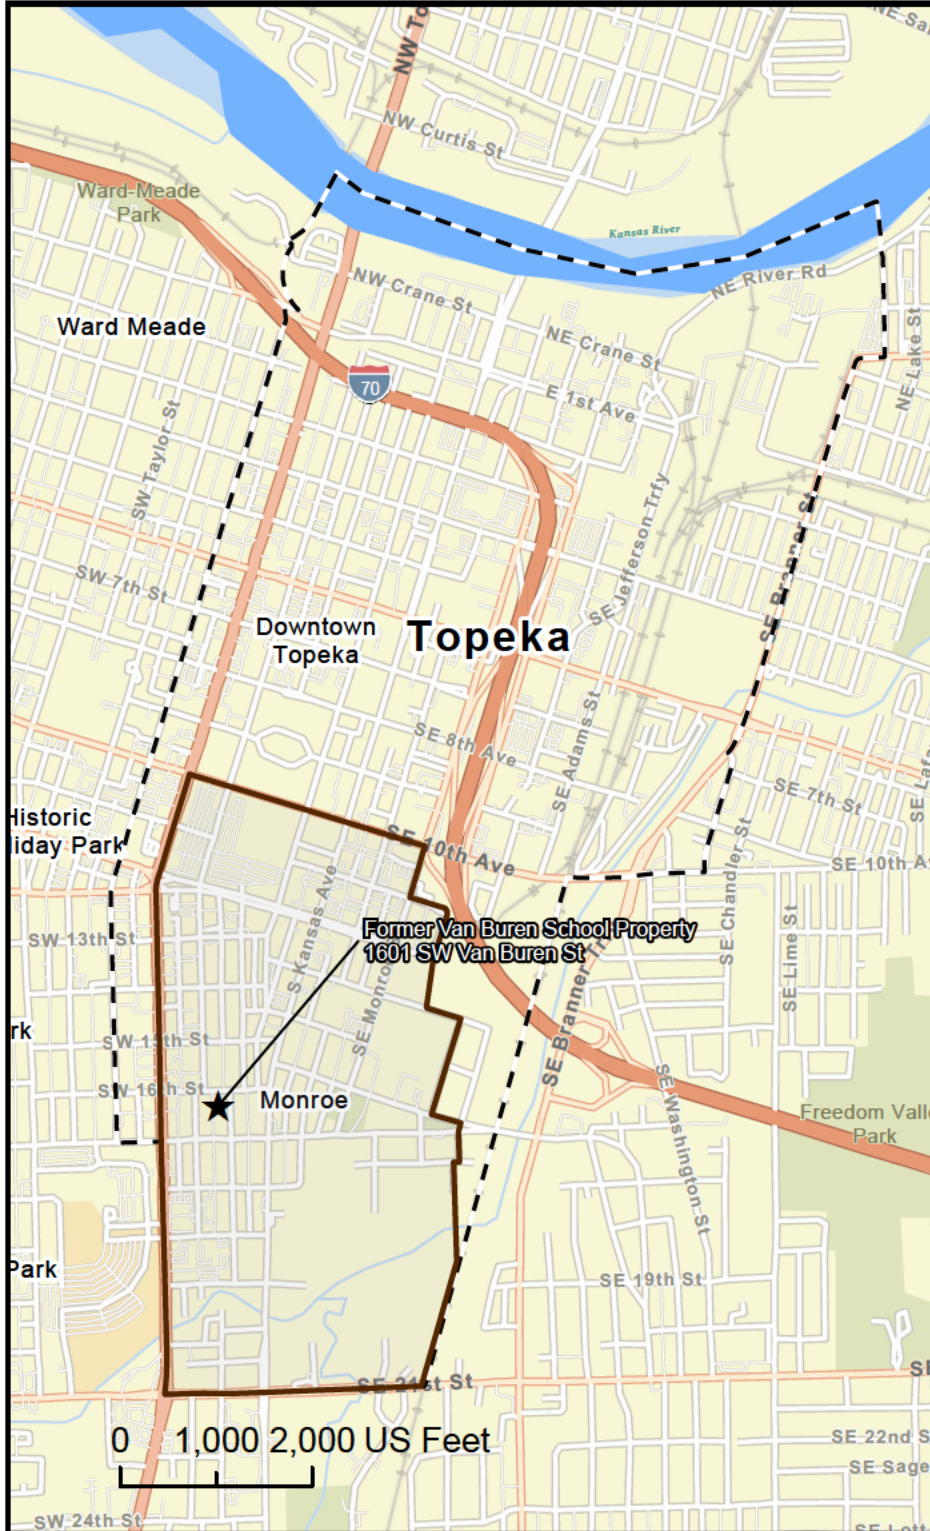 NW To
NE Sa
NW Curtis St
Ward-Meade
Park
Kansas River
NE River Rd
NW Crane St
Ward Meade
NE Crane St
NE Lake St
70
E 1st Ave
SW Taylor St
SE Jefferson Trfy
SE Branner St
SW 7th St
Downtown
Topeka
Topeka
SE 8th Ave
SE Adams St
SE 7th St
SE Lafa
Historic
liday Park
SE 10th Ave
SE Chandler St
SE 10th A
S Kansas Ave
Former Van Buren School Property
1601 SW Van Buren St
SW 13th St
SE Lime St
SE Monroe
SE Branner Tr
rk
SW 15th St
SW 16th St
Monroe
SE Washington St
Freedom Valle
Park
Park
SE 19th St
SE 21st St
SE
0 1,000 2,000 US Feet
SE 22nd S
SE Sage
SW 24th St